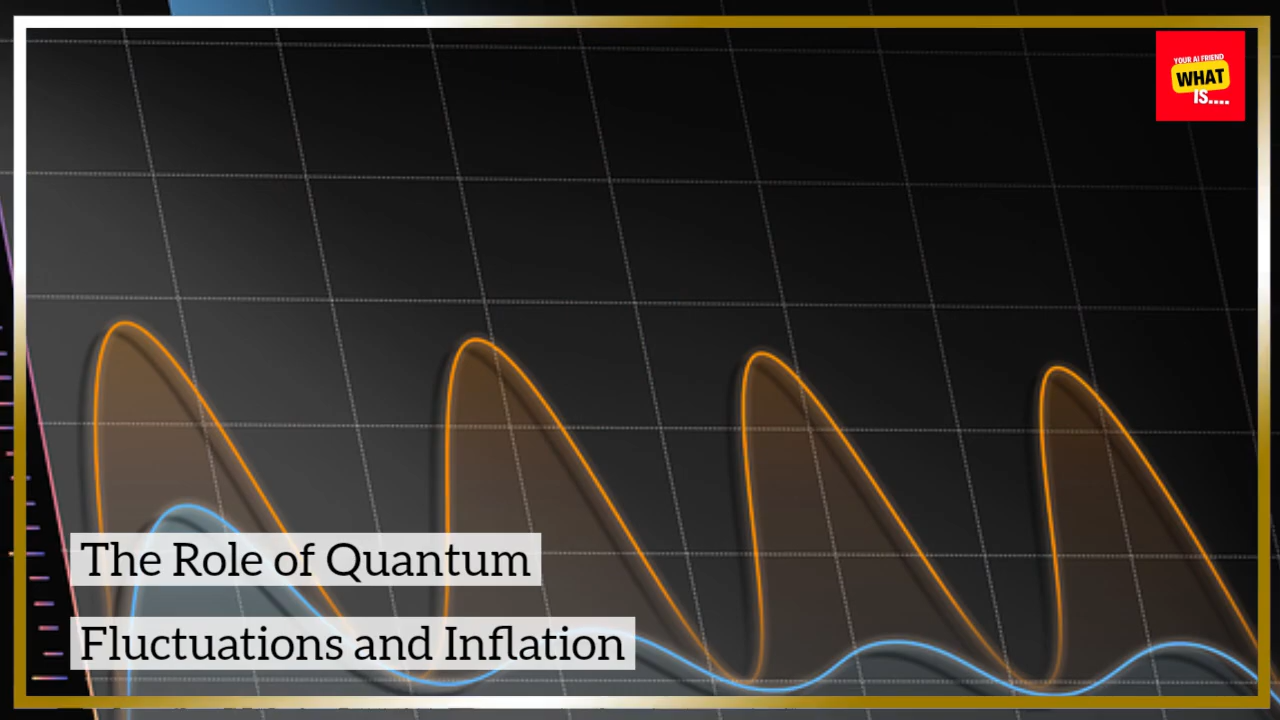 YOUR AI FRIEND
WHAT
IS....
The Role of Quantum
Fluctuations and Inflation